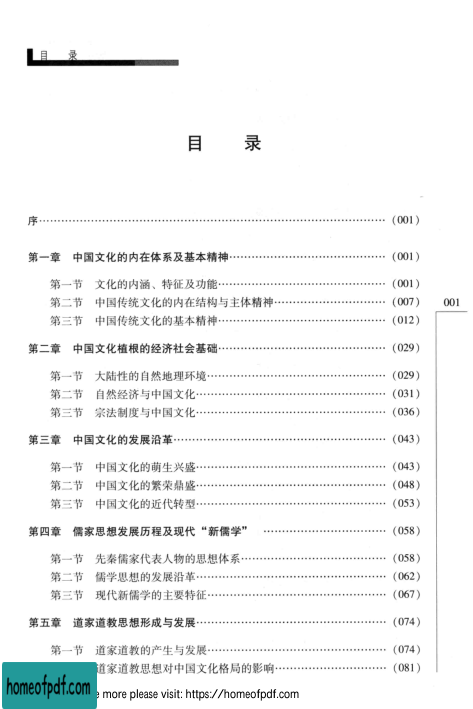 目 录
目 录
序…………………………………………………………(001)
第一章 中国文化的内在体系及基本精神……………………(001)
第一节 文化的内涵、特征及功能……………………………(001)
第二节 中国传统文化的内在结构与主体精神………………(007)
001
第三节 中国传统文化的基本精神……………………………(012)
第二章 中国文化植根的经济社会基础………………………(029)
第一节 大陆性的自然地理环境………………………………(029)
第二节 自然经济与中国文化…………………………………(031)
第三节 宗法制度与中国文化…………………………………(036)
第三章 中国文化的发展沿革…………………………………(043)
第一节 中国文化的萌生兴盛…………………………………(043)
第二节 中国文化的繁荣鼎盛…………………………………(048)
第三节 中国文化的近代转型…………………………………(053)
第四章 儒家思想发展历程及现代“新儒学” ………………(058)
第一节 先秦儒家代表人物的思想体系………………………(058)
第二节 儒学思想的发展沿革…………………………………(062)
第三节 现代新儒学的主要特征………………………………(067)
第五章 道家道教思想形成与发展……………………………(074)
第一节 道家道教的产生与发展………………………………(074)
道家道教思想对中国文化格局的影响…………………(081)
homeofpdf.com
e more please visit: https://homeofpdf.com